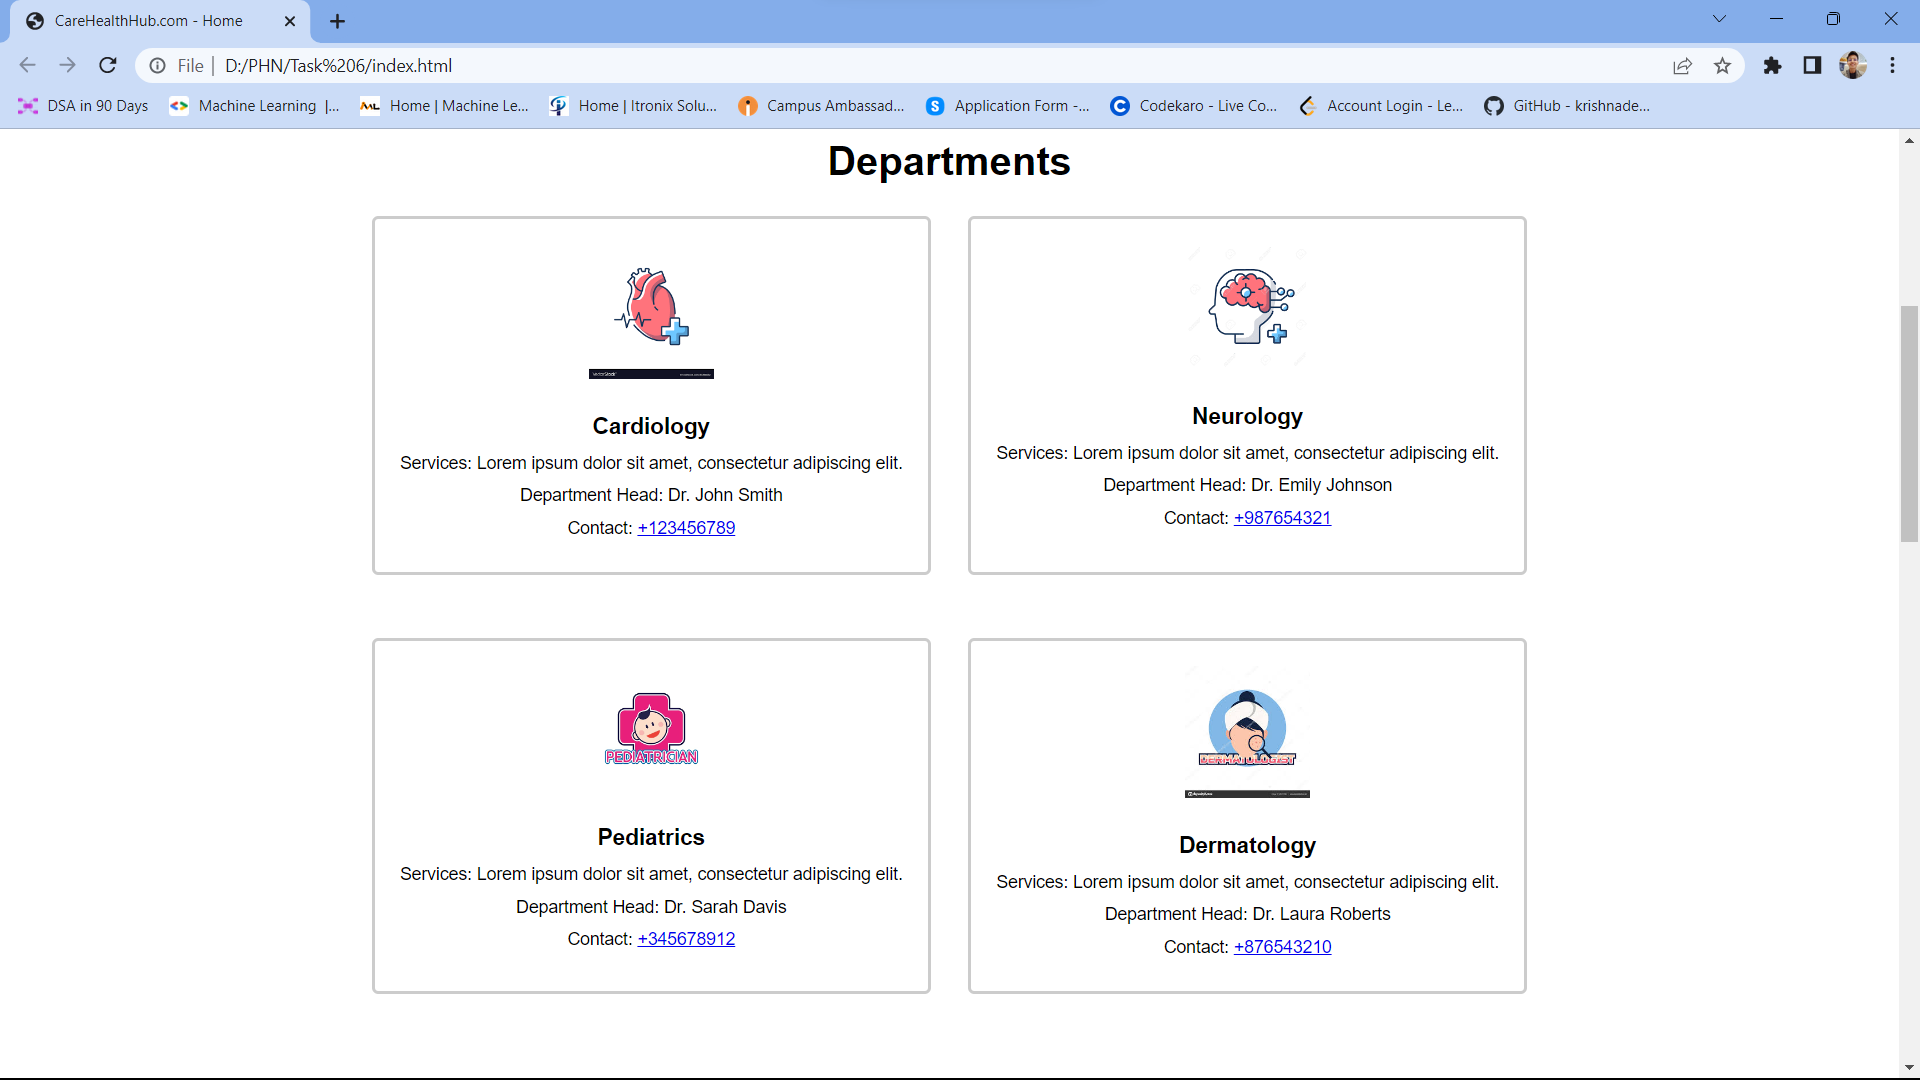 CareHealthHub.com - Home
File | D:/PHN/Task%206/index.html
DSA in 90 Days
Machine Learning |...
Home | Machine Le...
Home | Itronix Solu...
Campus Ambassad...
Application Form -...
Codekaro - Live Co...
Account Login - Le...
GitHub - krishnade...
Departments
Cardiology
Services: Lorem ipsum dolor sit amet, consectetur adipiscing elit.
Department Head: Dr. John Smith
Contact: +123456789
Neurology
Services: Lorem ipsum dolor sit amet, consectetur adipiscing elit.
Department Head: Dr. Emily Johnson
Contact: +987654321
PEDIATRICIAN
Pediatrics
Services: Lorem ipsum dolor sit amet, consectetur adipiscing elit.
Department Head: Dr. Sarah Davis
Contact: +345678912
DERMATOLOGIST
Dermatology
Services: Lorem ipsum dolor sit amet, consectetur adipiscing elit.
Department Head: Dr. Laura Roberts
Contact: +876543210